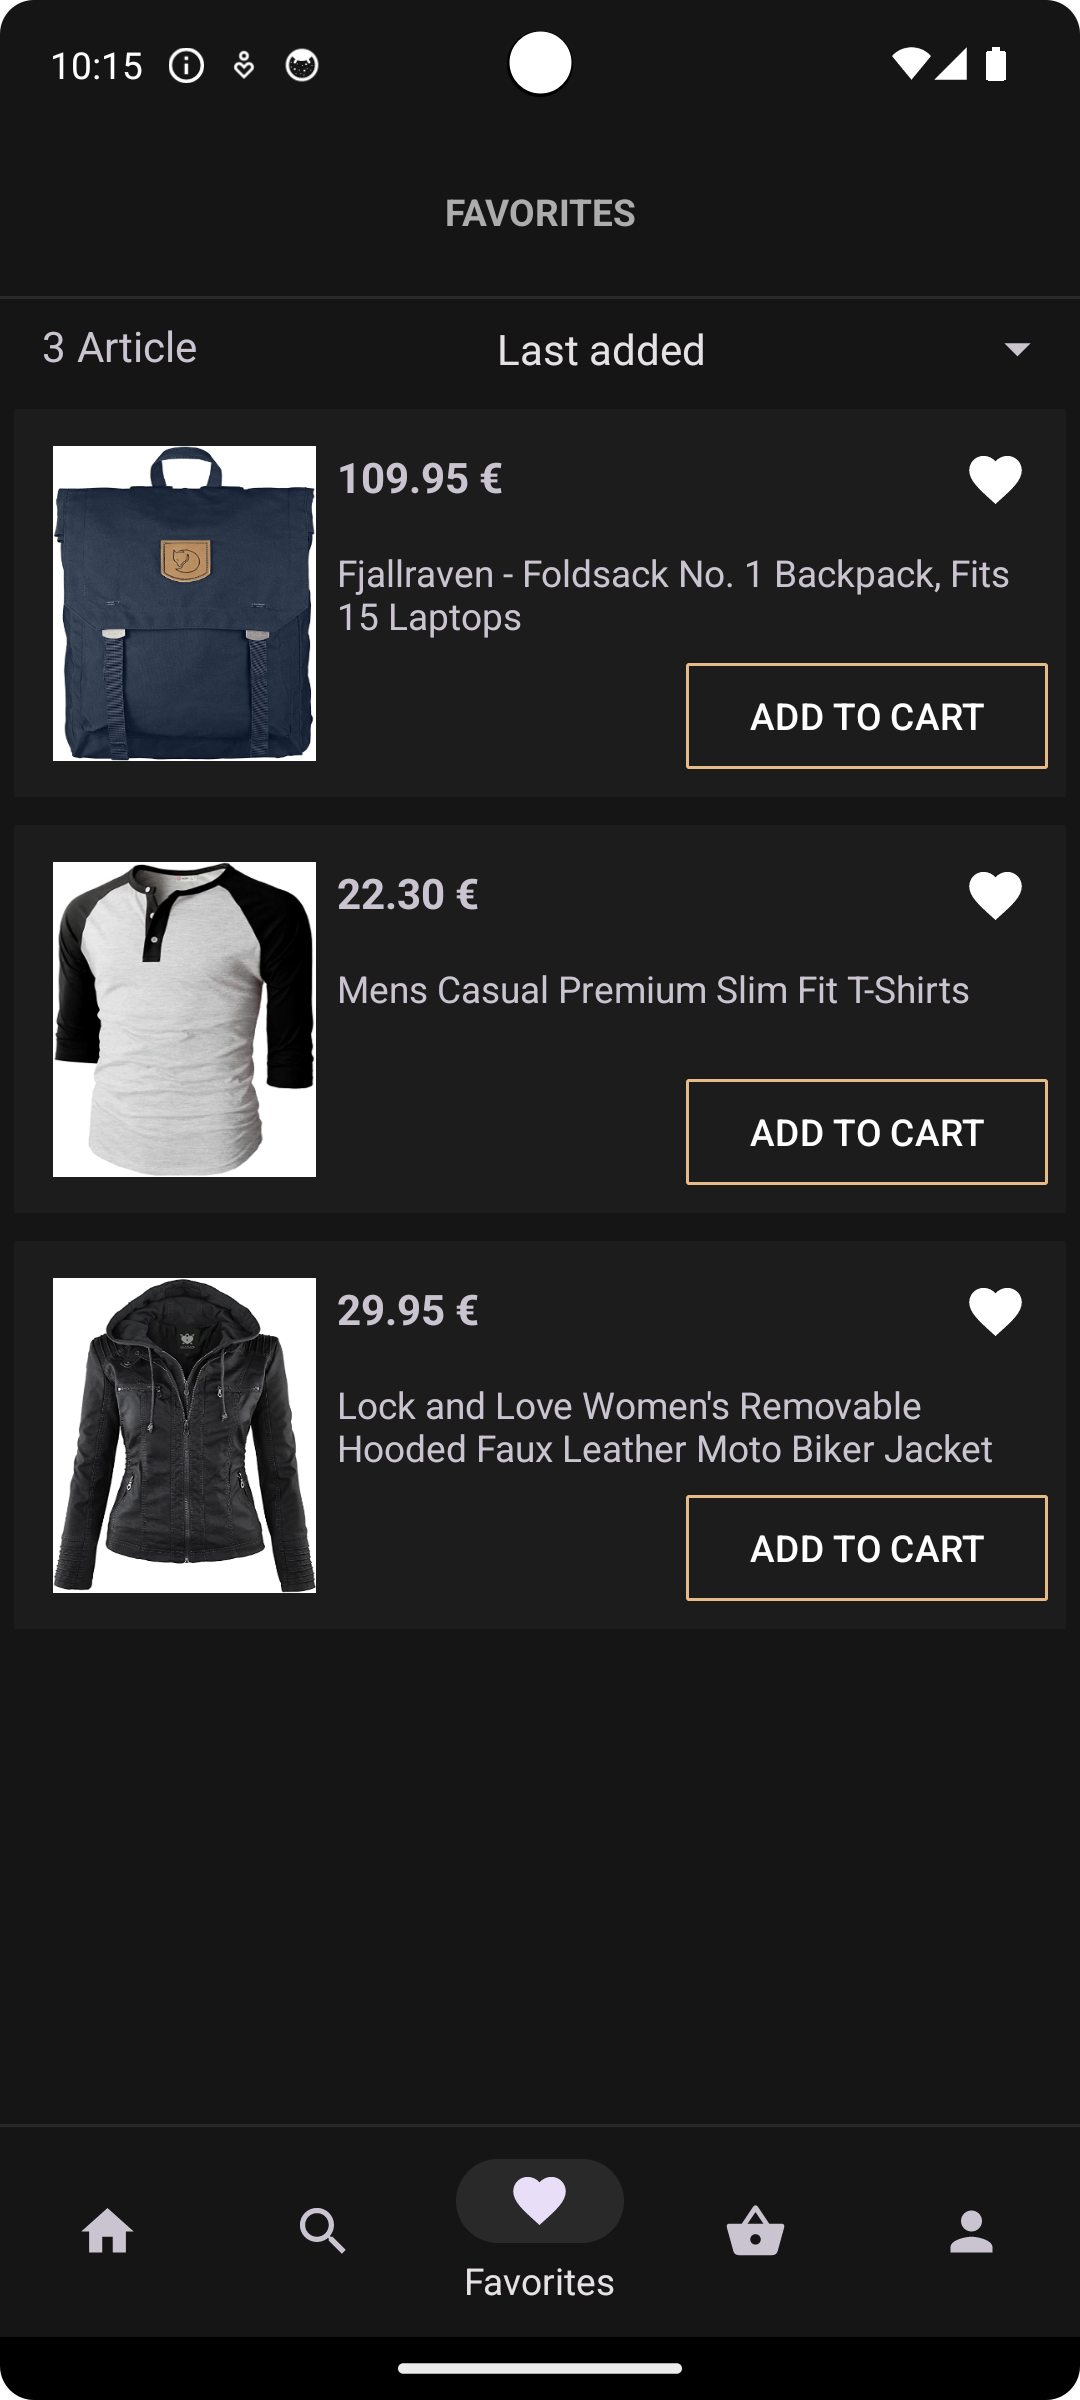 10:15
FAVORITES
3 Article
Last added
109.95 €
Fjallraven - Foldsack No. 1 Backpack, Fits
15 Laptops
ADD TO CART
22.30 €
Mens Casual Premium Slim Fit T-Shirts
ADD TO CART
29.95 €
Lock and Love Women's Removable
Hooded Faux Leather Moto Biker Jacket
ADD TO CART
Favorites